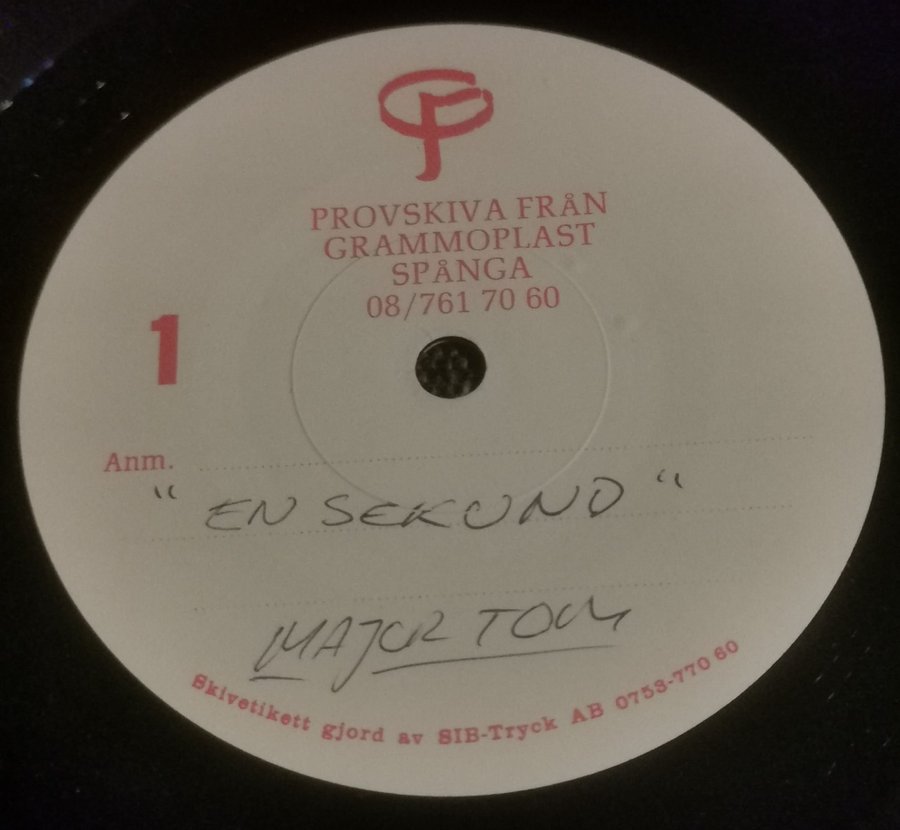 PROVSKIVA FRÅN
GRAMMOPLAST
SPÅNGA
08/761 70 60
1
Anm.
" EN SEKUND "
MAJOR TOM
Skivetikett gjord av SIB-Tryck AB 0753-770 60